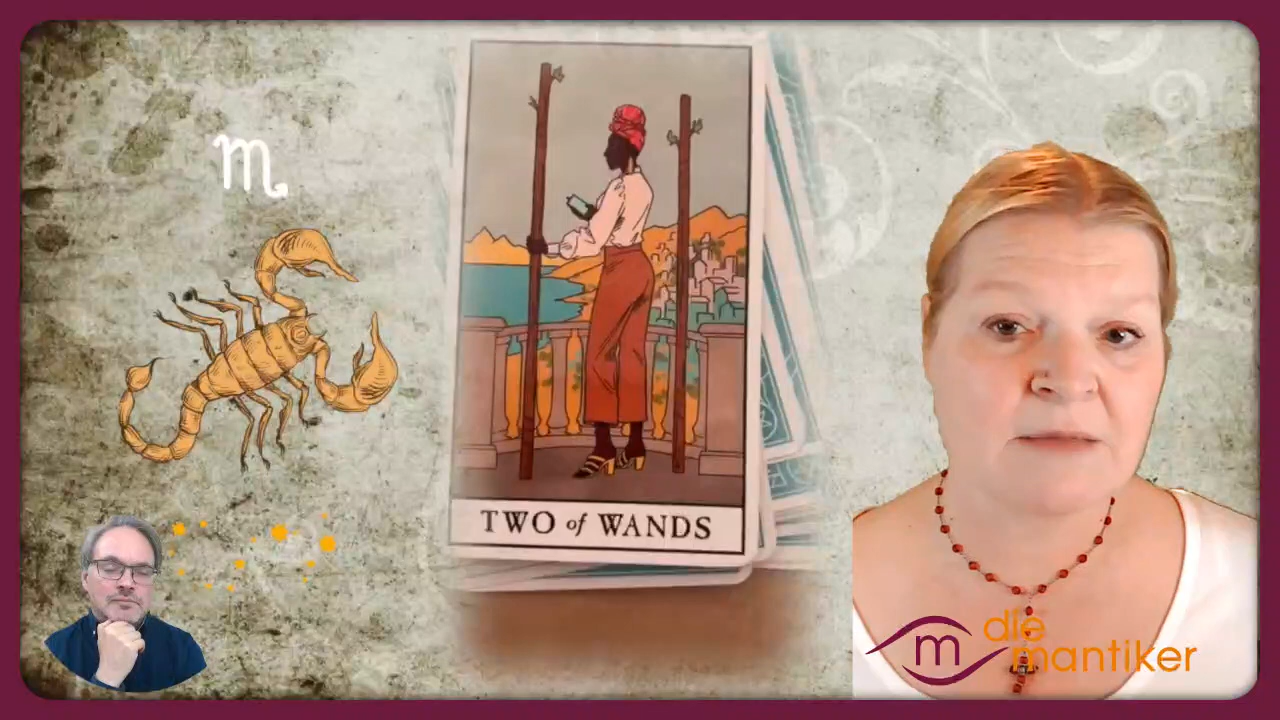 ♏
TWO of WANDS
m
die
mantiker